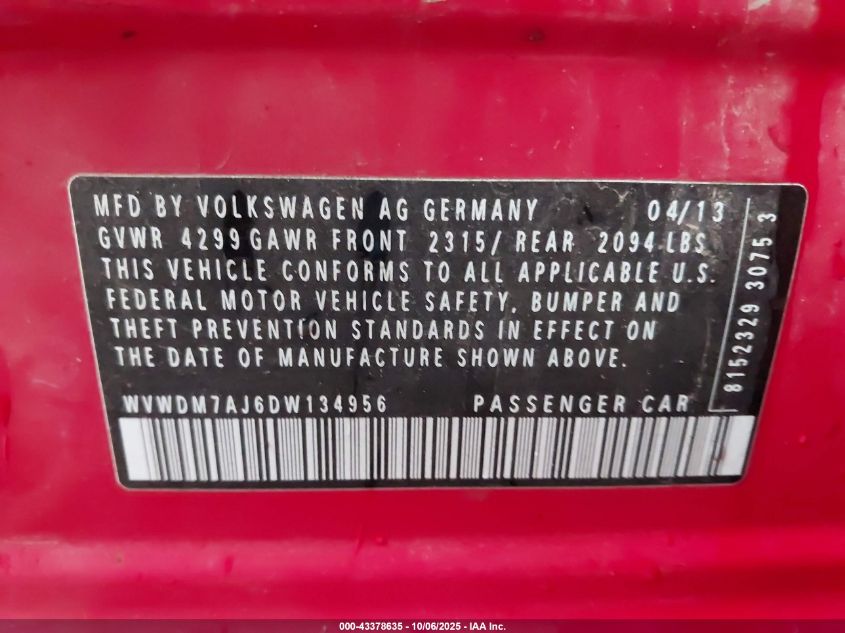 MFD BY VOLKSWAGEN AG GERMANY 04/13
GVWR 4299 GAWR FRONT 2315/ REAR 2094 LBS
THIS VEHICLE CONFORMS TO ALL APPLICABLE U.S.
FEDERAL MOTOR VEHICLE SAFETY, BUMPER AND
THEFT PREVENTION STANDARDS IN EFFECT ON
THE DATE OF MANUFACTURE SHOWN ABOVE.
WVWDM7AJ6DW134956 PASSENGER CAR
8152329 3075 3
000-43378635 - 10/06/2025 - IAA Inc.